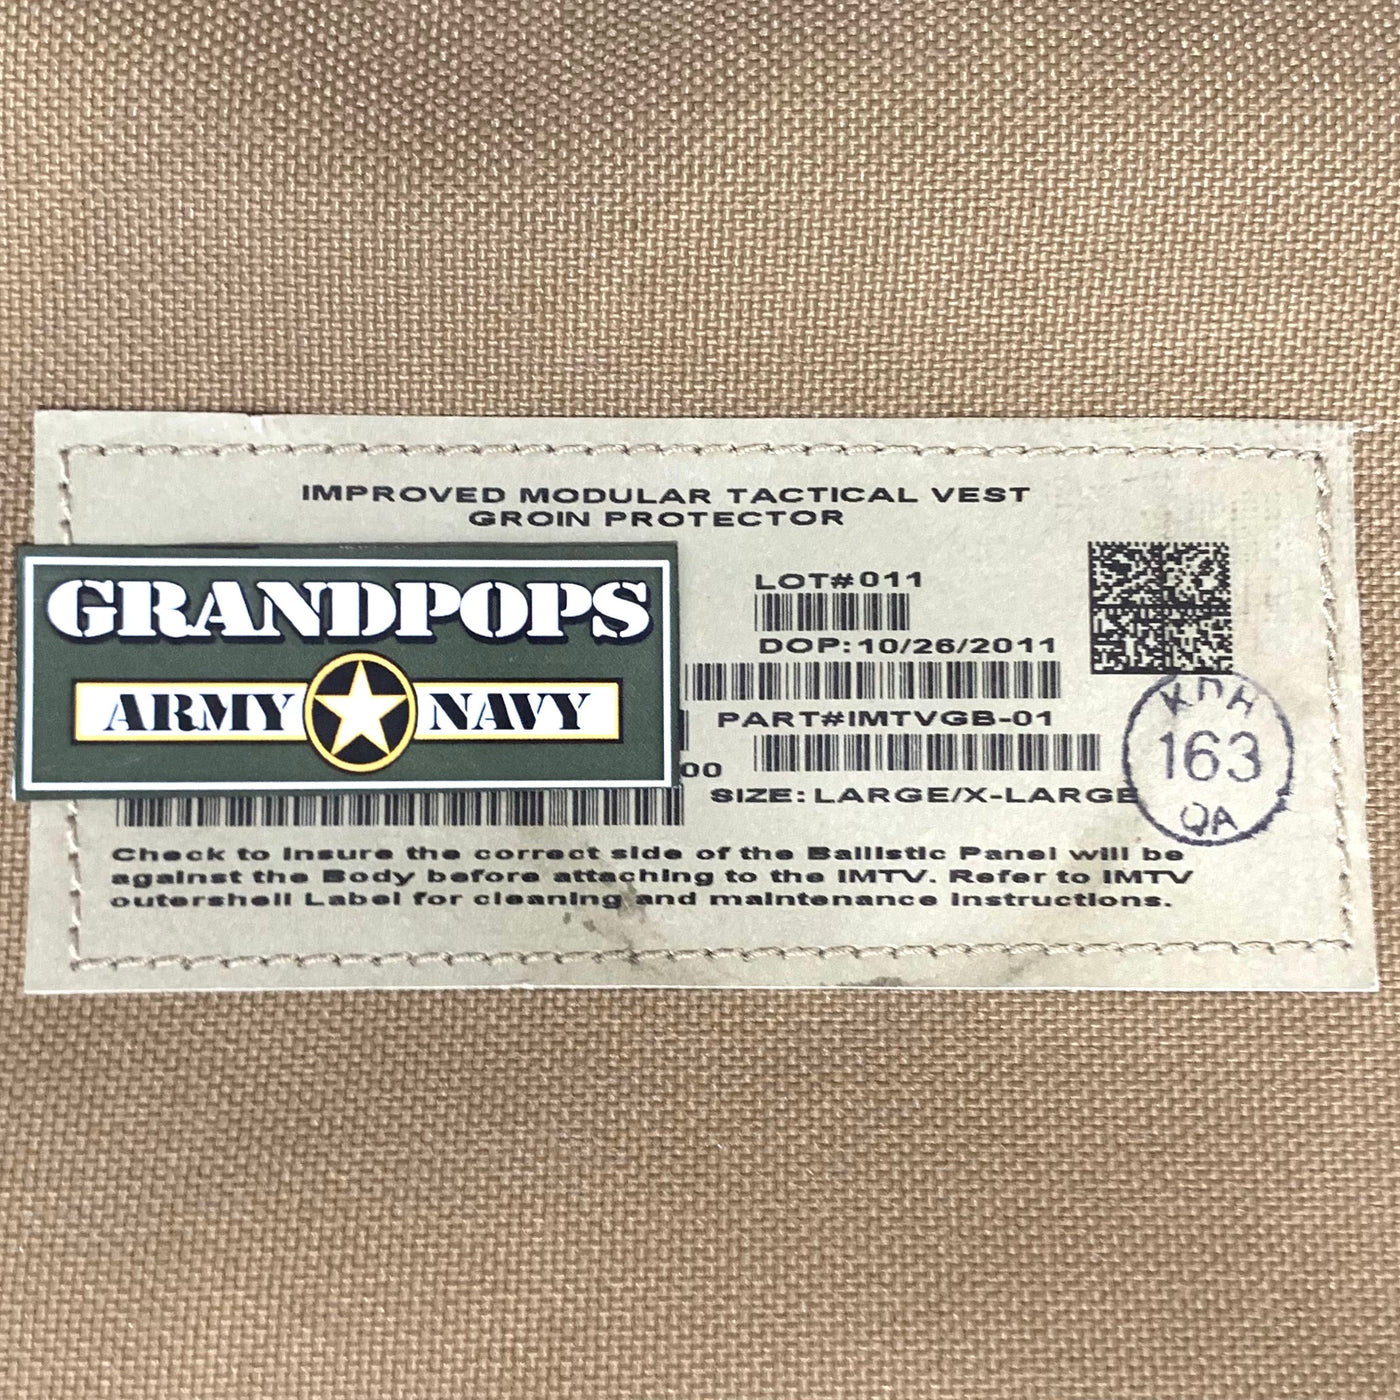 IMPROVED MODULAR TACTICAL VEST
GROIN PROTECTOR
GRANDPOPS
ARMY NAVY
LOT#011
DOP:10/26/2011
PART#IMTVGB-01
00
SIZE: LARGE/X-LARGE
KDH
163
QA
Check to insure the correct side of the Ballistic Panel will be
against the Body before attaching to the IMTV. Refer to IMTV
outershell Label for cleaning and maintenance instructions.